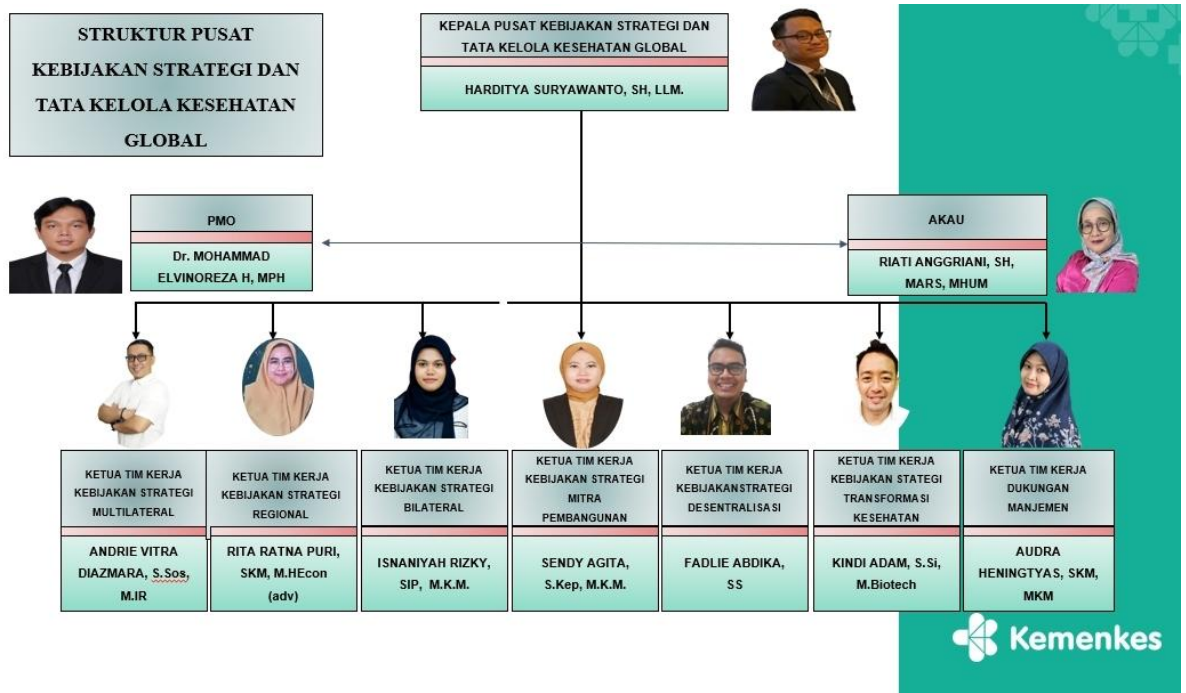 STRUKTUR PUSAT
KEBIJAKAN STRATEGI DAN
TATA KELOLA KESEHATAN
GLOBAL
KEPALA PUSAT KEBIJAKAN STRATEGI DAN
TATA KELOLA KESEHATAN GLOBAL
HARDITYA SURYAWANTO, SH, LLM.
PMO
Dr. MOHAMMAD
ELVINOREZA H, MPH
AKAU
RIATI ANGGRIANI, SH,
MARS, MHUM
KETUA TIM KERJA
KEBIJAKAN STRATEGI
MULTILATERAL
ANDRIE VITRA
DIAZMARA, S.Sos,
M.IR
KETUA TIM KERJA
KEBIJAKAN STRATEGI
REGIONAL
RITA RATNA PURI,
SKM, M.HEcon
(adv)
KETUA TIM KERJA
KEBIJAKAN STRATEGI
BILATERAL
ISNANIYAH RIZKY,
SIP, M.K.M.
KETUA TIM KERJA
KEBIJAKAN STRATEGI
MITRA
PEMBANGUNAN
SENDY AGITA,
S.Kep, M.K.M.
KETUA TIM KERJA
KEBIJAKANSTRATEGI
DESENTRALISASI
FADLIE ABDIKA,
SS
KETUA TIM KERJA
KEBIJAKAN STATEGI
TRANSFORMASI
KESEHATAN
KINDI ADAM, S.Si,
M.Biotech
KETUA TIM KERJA
DUKUNGAN
MANJEMEN
AUDRA
HENINGTYAS, SKM,
MKM
Kemenkes